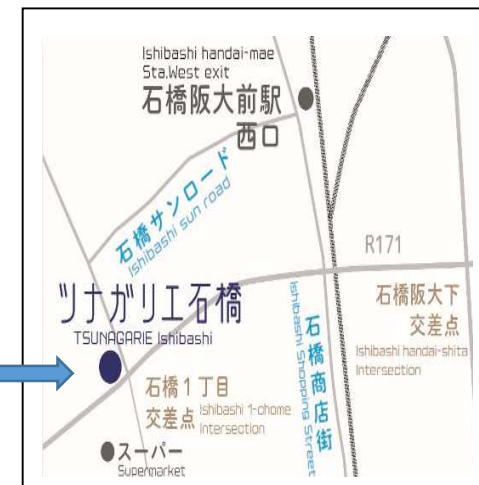 Ishibashi handai-mae
Sta.West exit
石橋阪大前駅
西口
石橋サンロード
Ishibashi sun road
R171
ツナガリエ石橋
TSUNAGARIE Ishibashi
石橋阪大下
交差点
Ishibashi handai-shita
Intersection
石橋商店街
Ishibashi Shopping Street
石橋1丁目
交差点
Ishibashi 1-chome
Intersection
スーパー
Supermarket